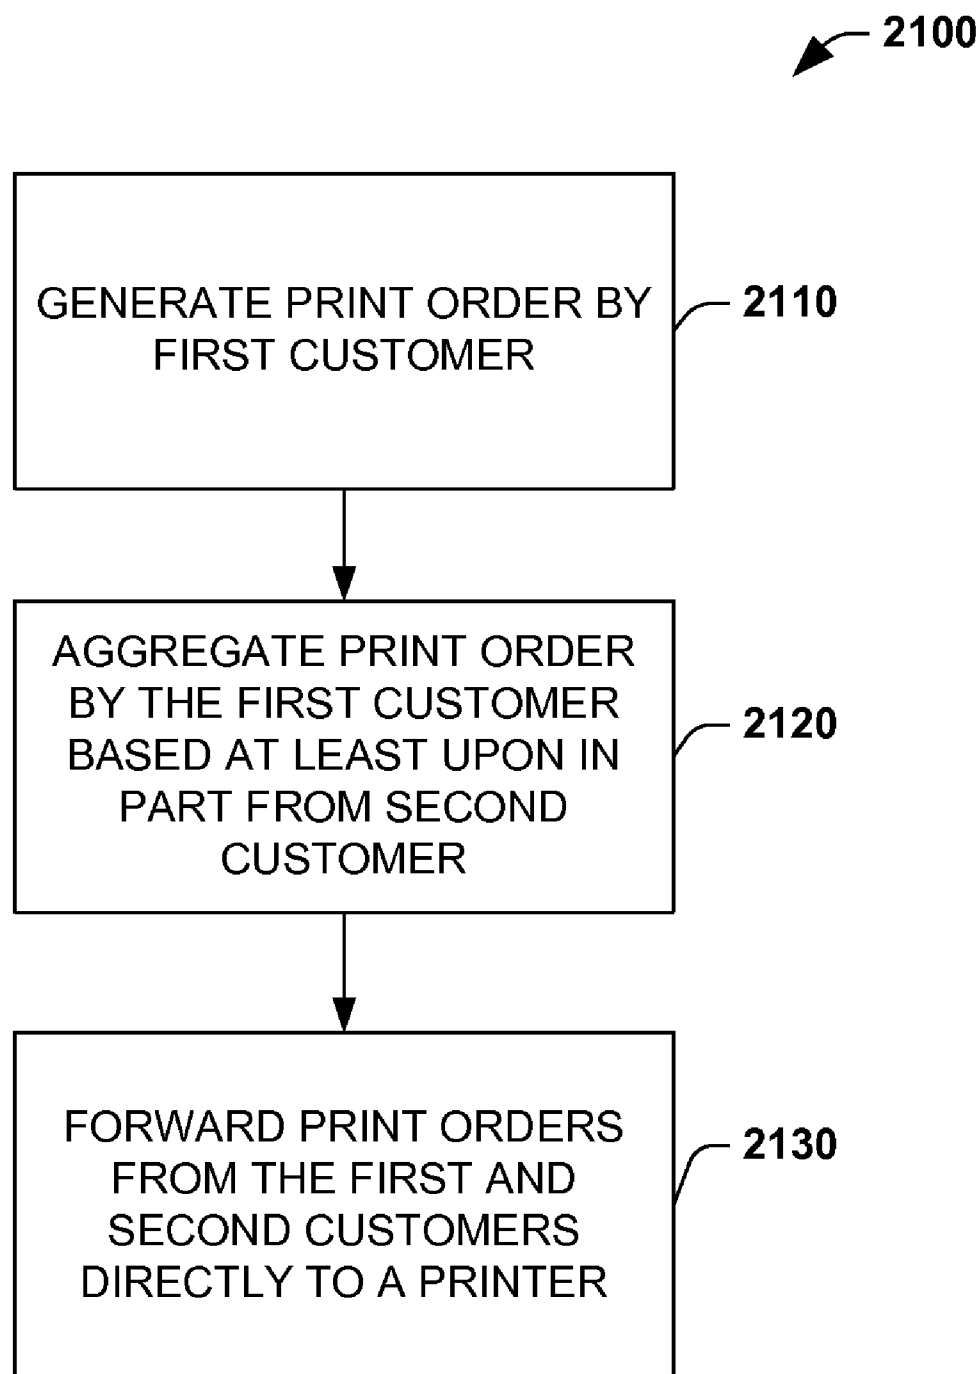 2100
GENERATE PRINT ORDER BY
FIRST CUSTOMER
2110
AGGREGATE PRINT ORDER
BY THE FIRST CUSTOMER
BASED AT LEAST UPON IN
PART FROM SECOND
CUSTOMER
2120
FORWARD PRINT ORDERS
FROM THE FIRST AND
SECOND CUSTOMERS
DIRECTLY TO A PRINTER
2130